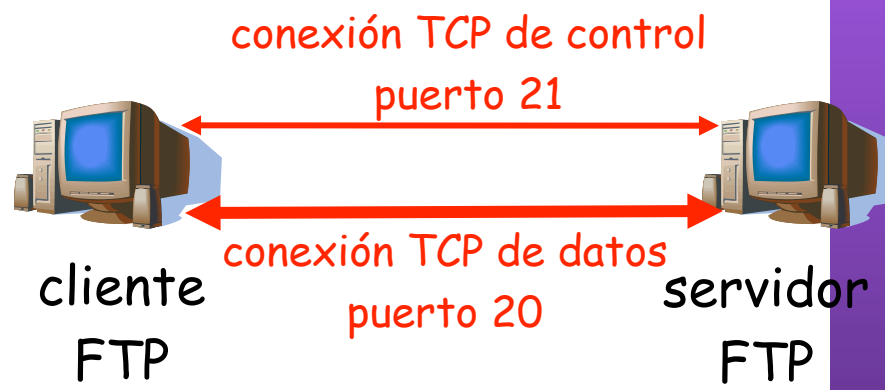 conexión TCP de control
puerto 21
conexión TCP de datos
puerto 20
cliente
FTP
servidor
FTP